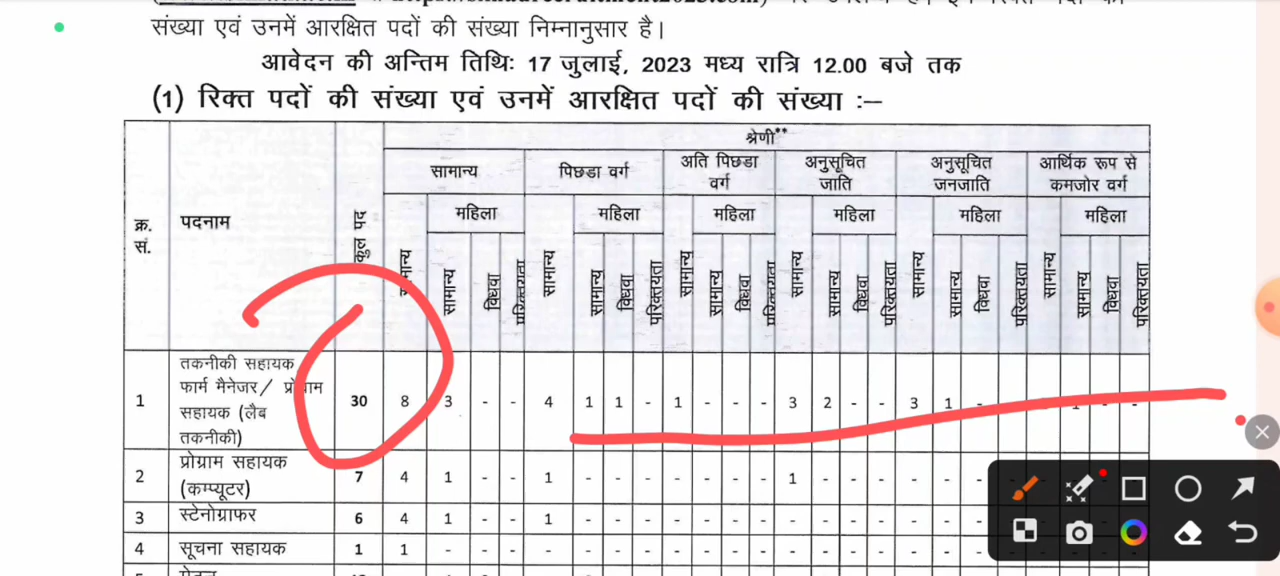 संख्या एवं उनमें आरक्षित पदों की संख्या निम्नानुसार है।
आवेदन की अन्तिम तिथिः 17 जुलाई, 2023 मध्य रात्रि 12.00 बजे तक
(1) रिक्त पदों की संख्या एवं उनमें आरक्षित पदों की संख्या :–
क्र. सं. पदनाम कुल पद श्रेणी**
सामान्य पिछडा वर्ग अति पिछडा वर्ग अनुसूचित जाति अनुसूचित जनजाति आर्थिक रूप से कमजोर वर्ग
महिला महिला महिला महिला महिला महिला
सामान्य सामान्य विधवा परित्यक्ता सामान्य सामान्य विधवा परित्यक्ता सामान्य सामान्य विधवा परित्यक्ता सामान्य सामान्य विधवा परित्यक्ता सामान्य सामान्य विधवा परित्यक्ता सामान्य सामान्य विधवा परित्यक्ता
तकनीकी सहायक
फार्म मैनेजर/ प्रोग्राम
1 सहायक (लैब 30 8 3 - - 4 1 1 - 1 - - - 3 2 - - 3 1 - - 1 - -
तकनीकी)
प्रोग्राम सहायक
2 (कम्प्यूटर) 7 4 1 - - 1 - - - - - - - 1 - - - - - -
3 स्टेनोग्राफर 6 4 1 - - 1 - - - - - - - - - - - - - -
4 सूचना सहायक 1 1 - - - - - - - - - - - - - - - - - -